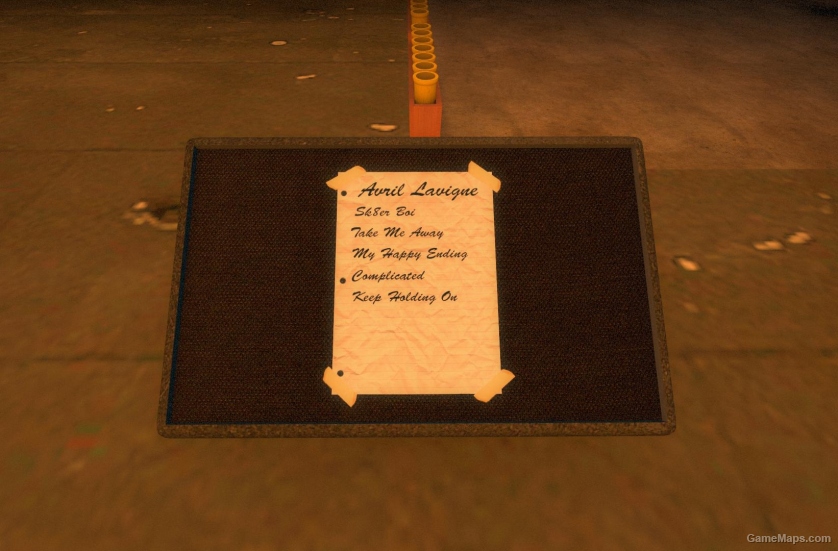 Avril Lavigne
Sk8er Boi
Take Me Away
My Happy Ending
Complicated
Keep Holding On
GameMaps.com